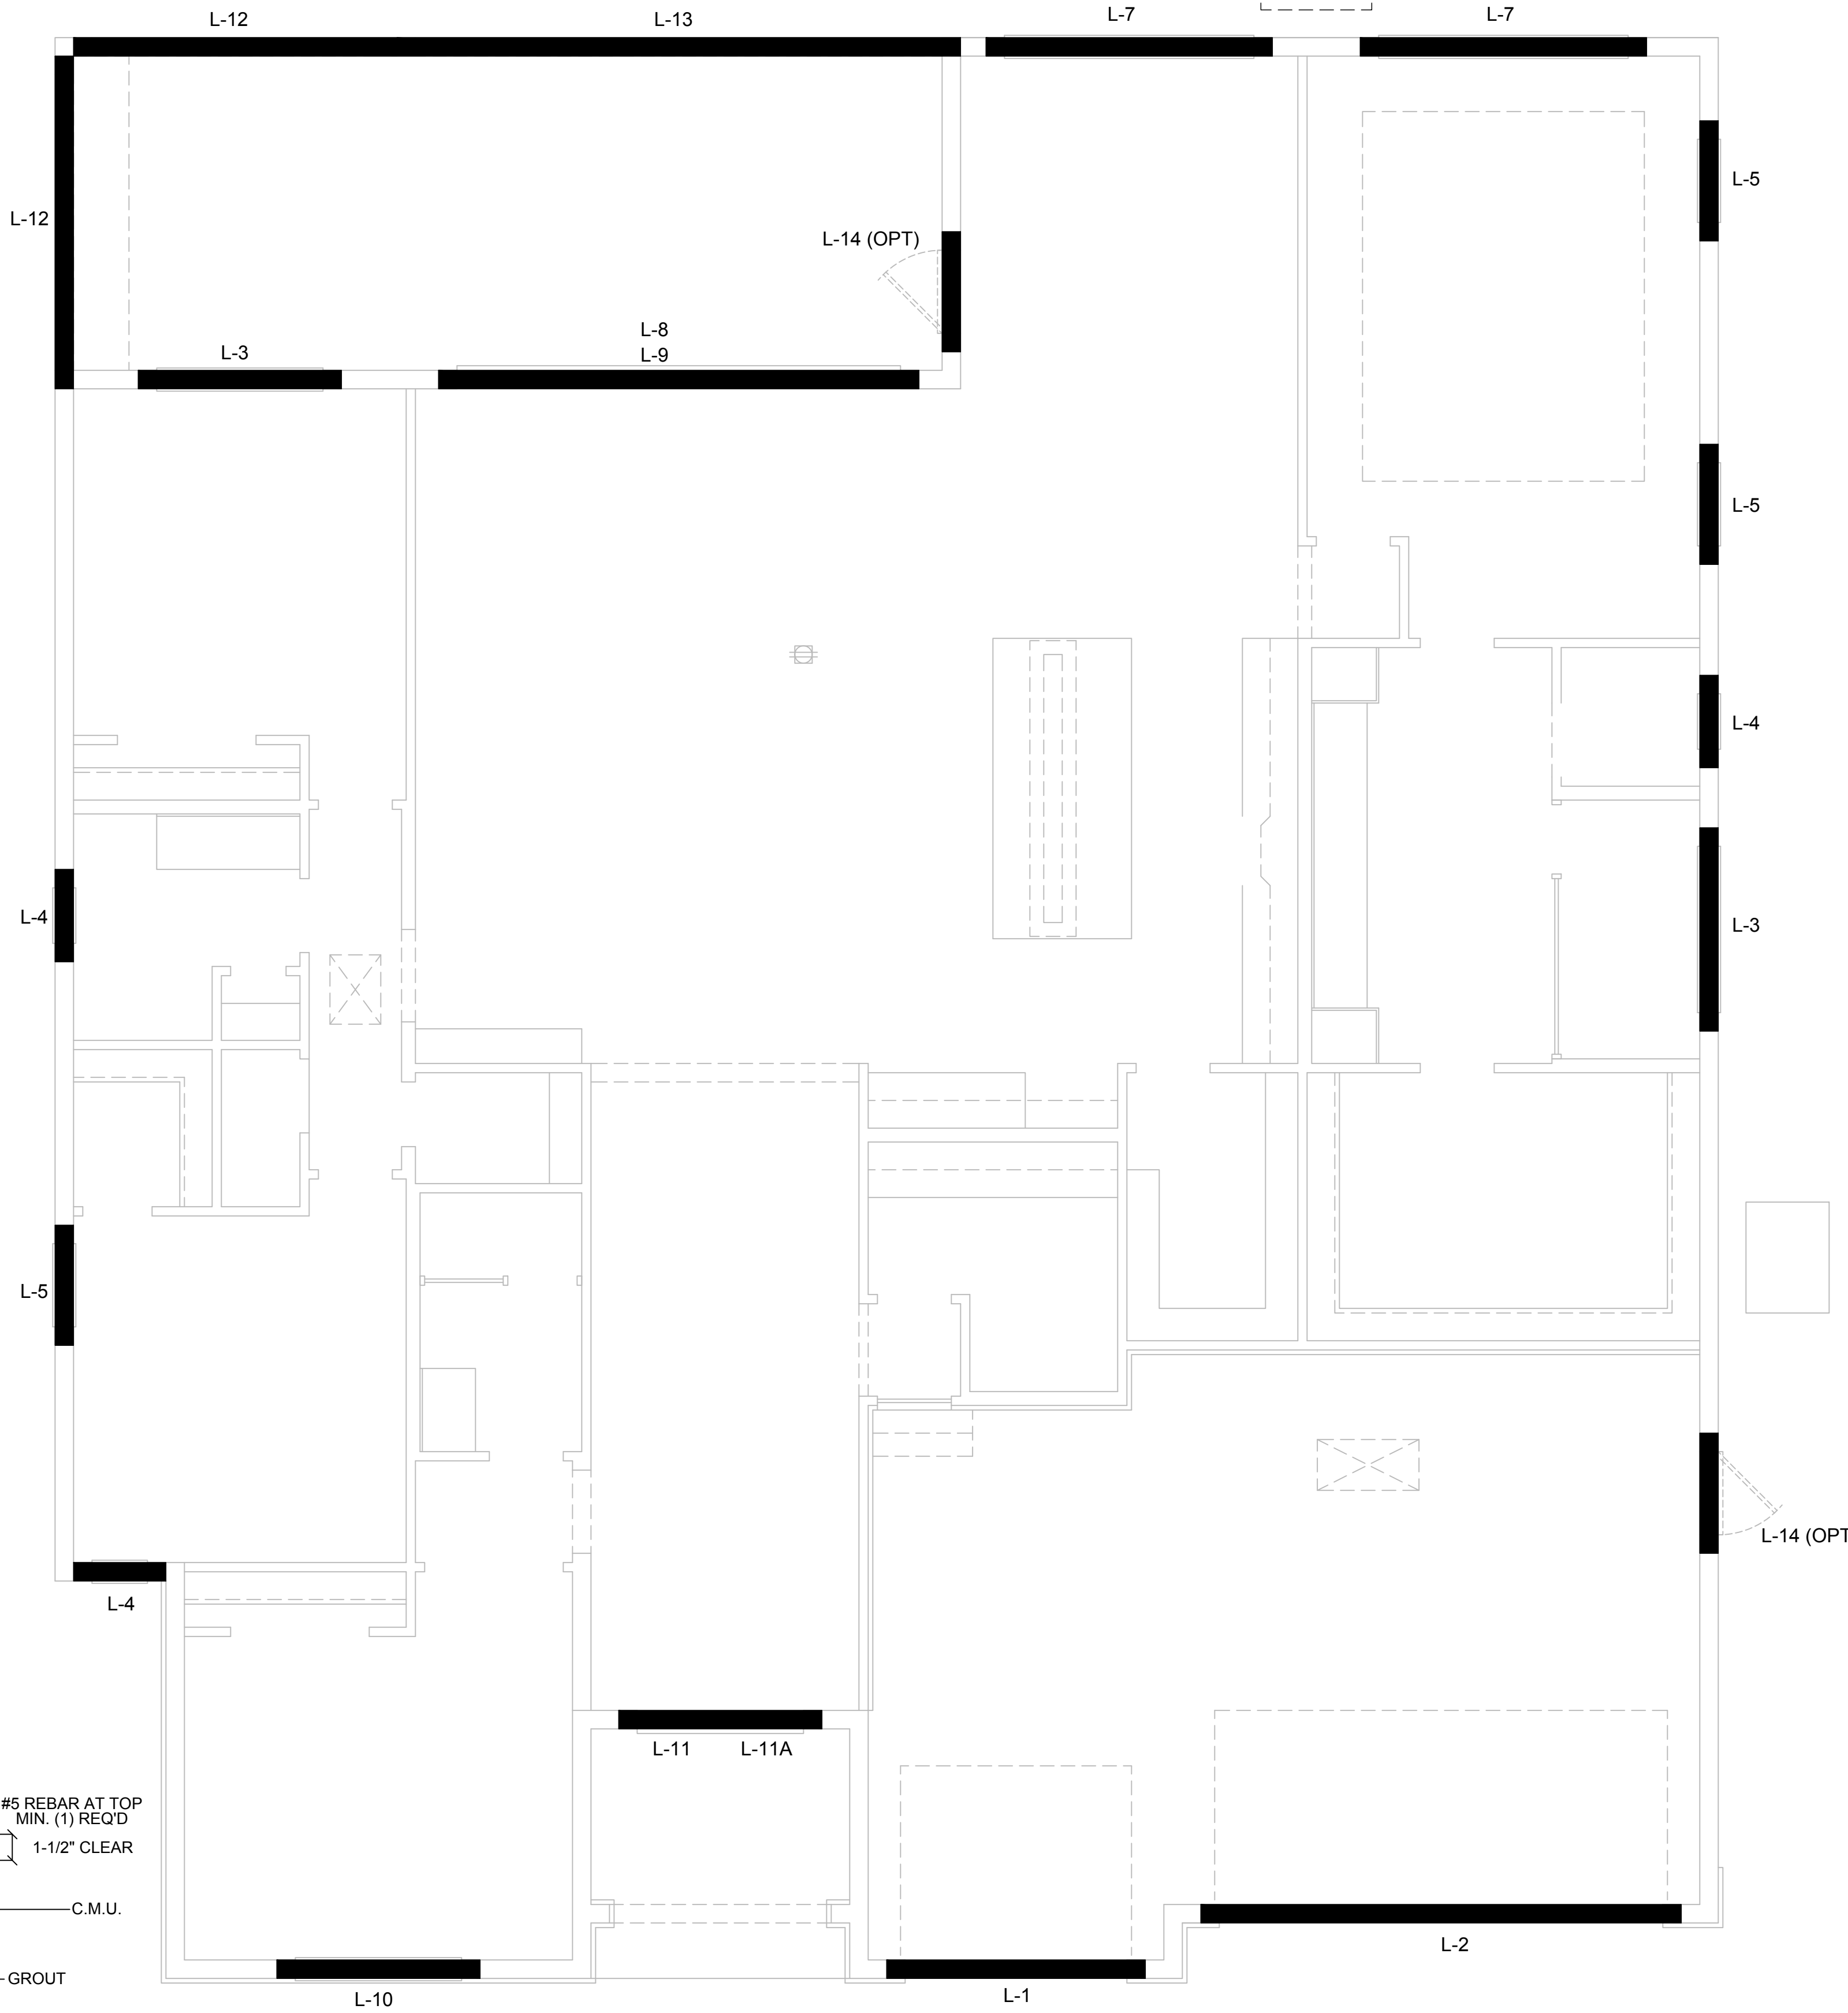 L-12
L-13
L-7
L-7
L-5
L-12
L-14 (OPT)
L-8
L-9
L-3
L-5
L-4
L-4
L-3
L-5
L-14 (OPT
L-4
L-11
L-11A
#5 REBAR AT TOP
MIN. (1) REQ'D
1-1/2" CLEAR
C.M.U.
L-2
GROUT
L-10
L-1